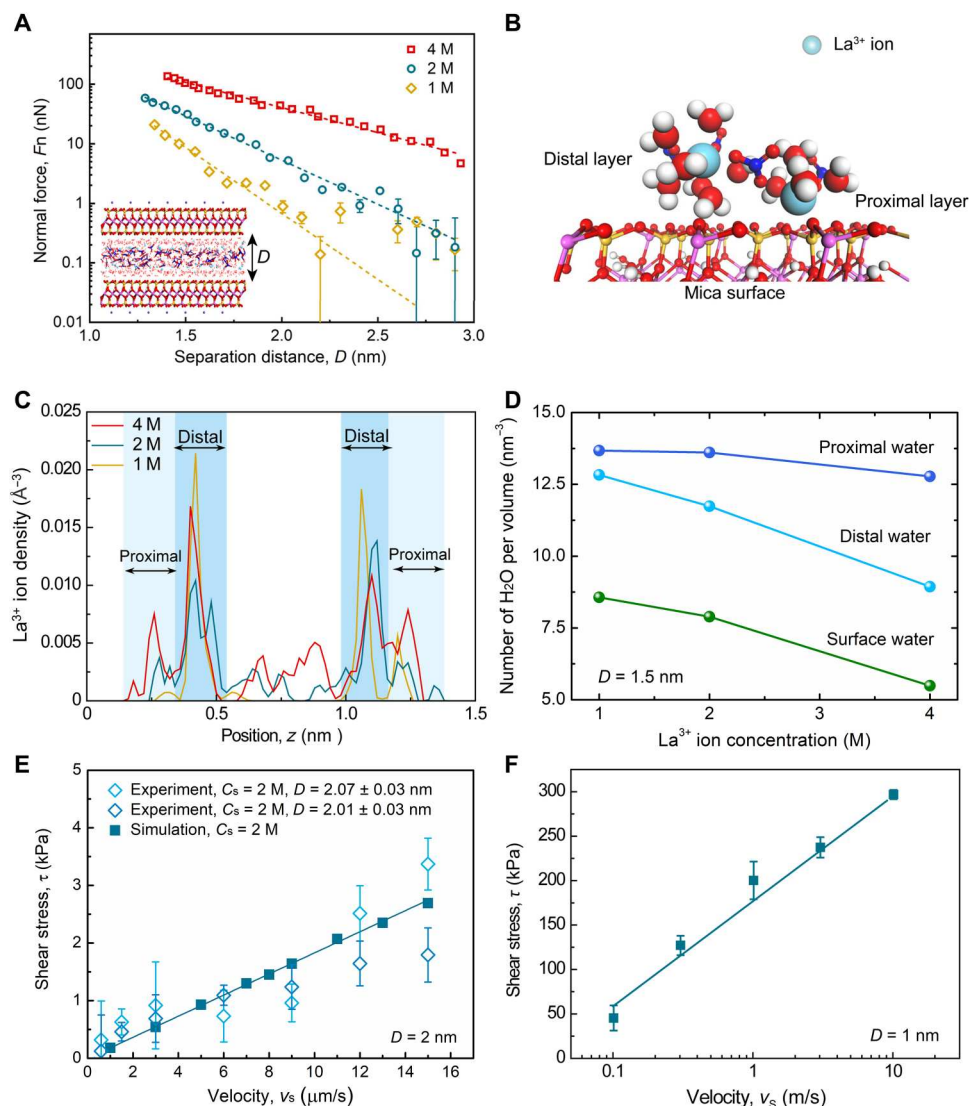 A
Normal force, Fn (nN)
100
10
1
0.1
0.01
1.0 1.5 2.0 2.5 3.0
Separation distance, D (nm)
4 M
2 M
1 M
D
B
La³⁺ ion
Distal layer
Proximal layer
Mica surface
C
La³⁺ ion density (Å⁻³)
0.025
0.020
0.015
0.010
0.005
0
0 0.5 1.0 1.5
Position, z (nm )
4 M
2 M
1 M
Distal
Distal
Proximal
Proximal
D
Number of H₂O per volume (nm⁻³)
15.0
12.5
10.0
7.5
5.0
1 2 3 4
La³⁺ ion concentration (M)
Proximal water
Distal water
Surface water
D = 1.5 nm
E
Shear stress, τ (kPa)
5
4
3
2
1
0
0 2 4 6 8 10 12 14 16
Velocity, vs (μm/s)
Experiment, Cs = 2 M, D = 2.07 ± 0.03 nm
Experiment, Cs = 2 M, D = 2.01 ± 0.03 nm
Simulation, Cs = 2 M
D = 2 nm
F
Shear stress, τ (kPa)
300
250
200
150
100
50
0
0.1 1 10
Velocity, vs (m/s)
D = 1 nm